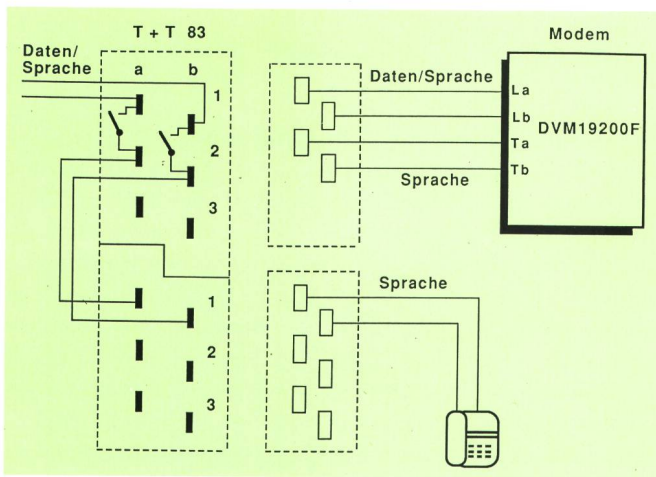 T + T 83
Modem
Daten/
Sprache
a b
1
2
3
1
2
3
Daten/Sprache
Sprache
La
Lb
Ta
Tb
DVM19200F
Sprache